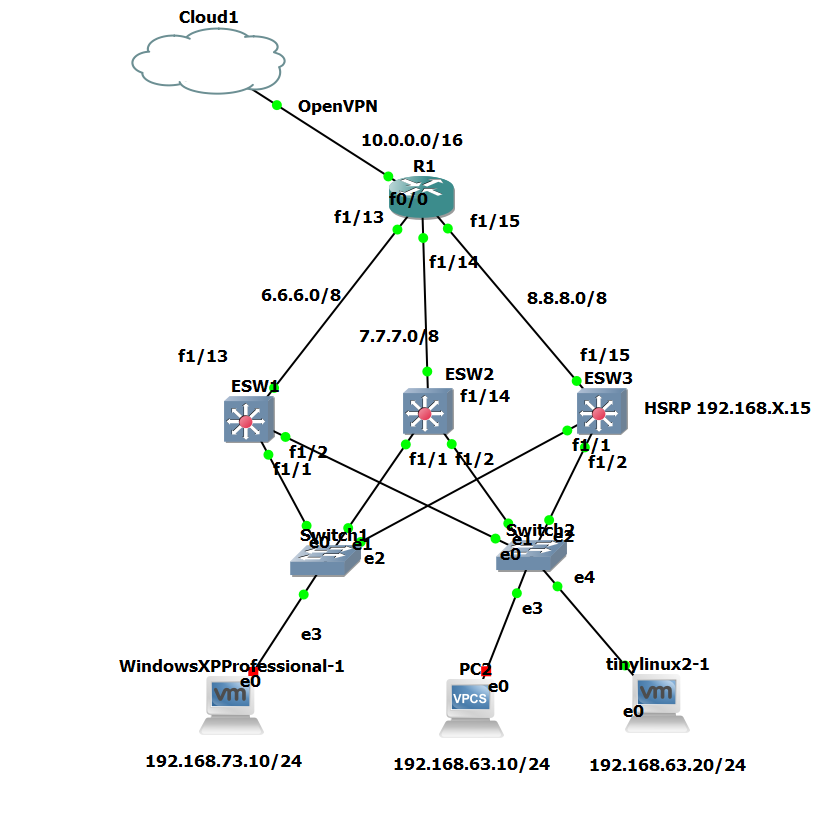 Cloud1
OpenVPN
10.0.0.0/16
R1
f0/0
f1/13
f1/15
f1/14
6.6.6.0/8
8.8.8.0/8
7.7.7.0/8
f1/13
f1/15
ESW1
ESW2
ESW3
f1/14
HSRP 192.168.X.15
f1/2
f1/1
f1/1
f1/2
f1/1
f1/2
Switch1
e0
e1
e2
Switch2
e0
e1
e2
e3
e3
e4
WindowsXPProfessional-1
e0
vm
PC2
e0
VPCS
tinylinux2-1
e0
vm
192.168.73.10/24
192.168.63.10/24
192.168.63.20/24